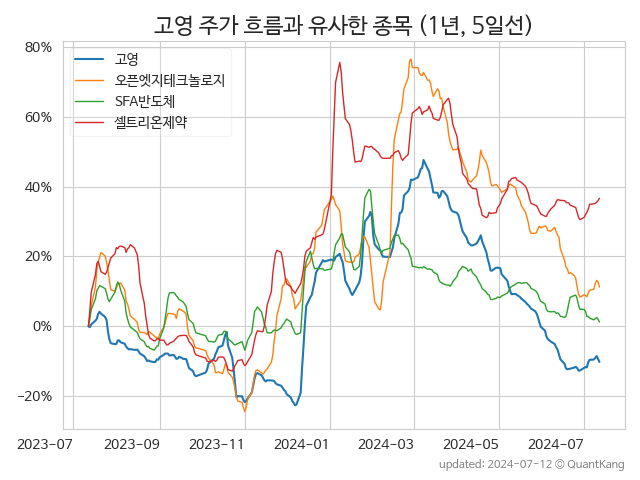 고영 주가 흐름과 유사한 종목 (1년, 5일선)
고영
오픈엣지테크놀로지
SFA반도체
셀트리온제약
80%
60%
40%
20%
0%
−20%
2023-07
2023-09
2023-11
2024-01
2024-03
2024-05
2024-07
updated: 2024-07-12 © QuantKang